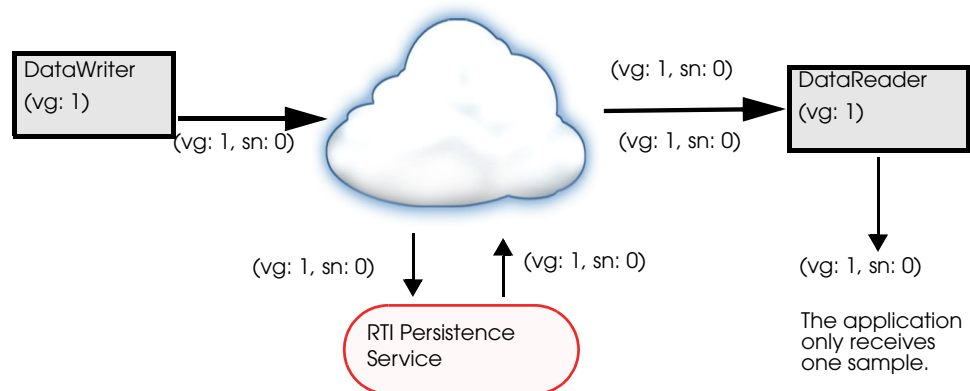 DataWriter
(vg: 1)
(vg: 1, sn: 0)
(vg: 1, sn: 0)
(vg: 1, sn: 0)
DataReader
(vg: 1)
(vg: 1, sn: 0)
(vg: 1, sn: 0)
(vg: 1, sn: 0)
The application
only receives
one sample.
RTI Persistence
Service